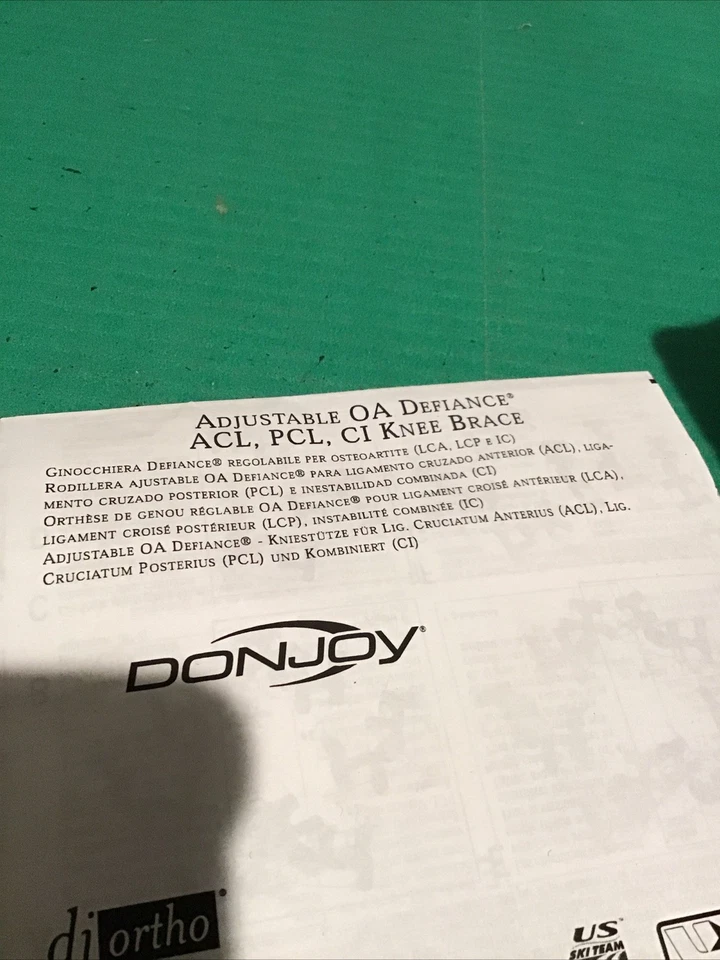 ADJUSTABLE OA DEFIANCE®
ACL, PCL, CI KNEE BRACE
GINOCCHIERA DEFIANCE® REGOLABILE PER OSTEOARTITE (LCA, LCP E IC)
RODILLERA AJUSTABLE OA DEFIANCE® PARA LIGAMENTO CRUZADO ANTERIOR (ACL), LIGA-
MENTO CRUZADO POSTERIOR (PCL) E INESTABILIDAD COMBINADA (CI)
ORTHÈSE DE GENOU RÉGLABLE OA DEFIANCE® POUR LIGAMENT CROISÉ ANTÉRIEUR (LCA),
LIGAMENT CROISÉ POSTÉRIEUR (LCP), INSTABILITÉ COMBINÉE (IC)
ADJUSTABLE OA DEFIANCE® - KNIESTÜTZE FÜR LIG. CRUCIATUM ANTERIUS (ACL), LIG.
CRUCIATUM POSTERIUS (PCL) UND KOMBINIERT (CI)
DONJOY®
dj ortho®
US™
SKI TEAM